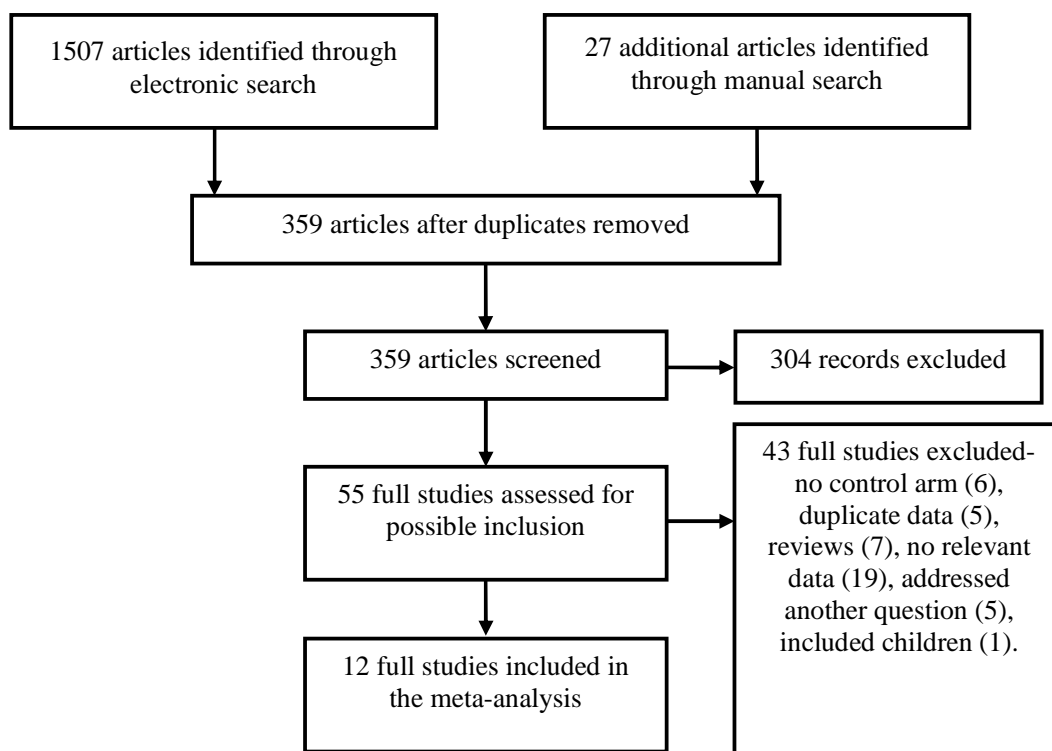 1507 articles identified through
electronic search
27 additional articles identified
through manual search
359 articles after duplicates removed
359 articles screened
304 records excluded
55 full studies assessed for
possible inclusion
43 full studies excluded-
no control arm (6),
duplicate data (5),
reviews (7), no relevant
data (19), addressed
another question (5),
included children (1).
12 full studies included in
the meta-analysis